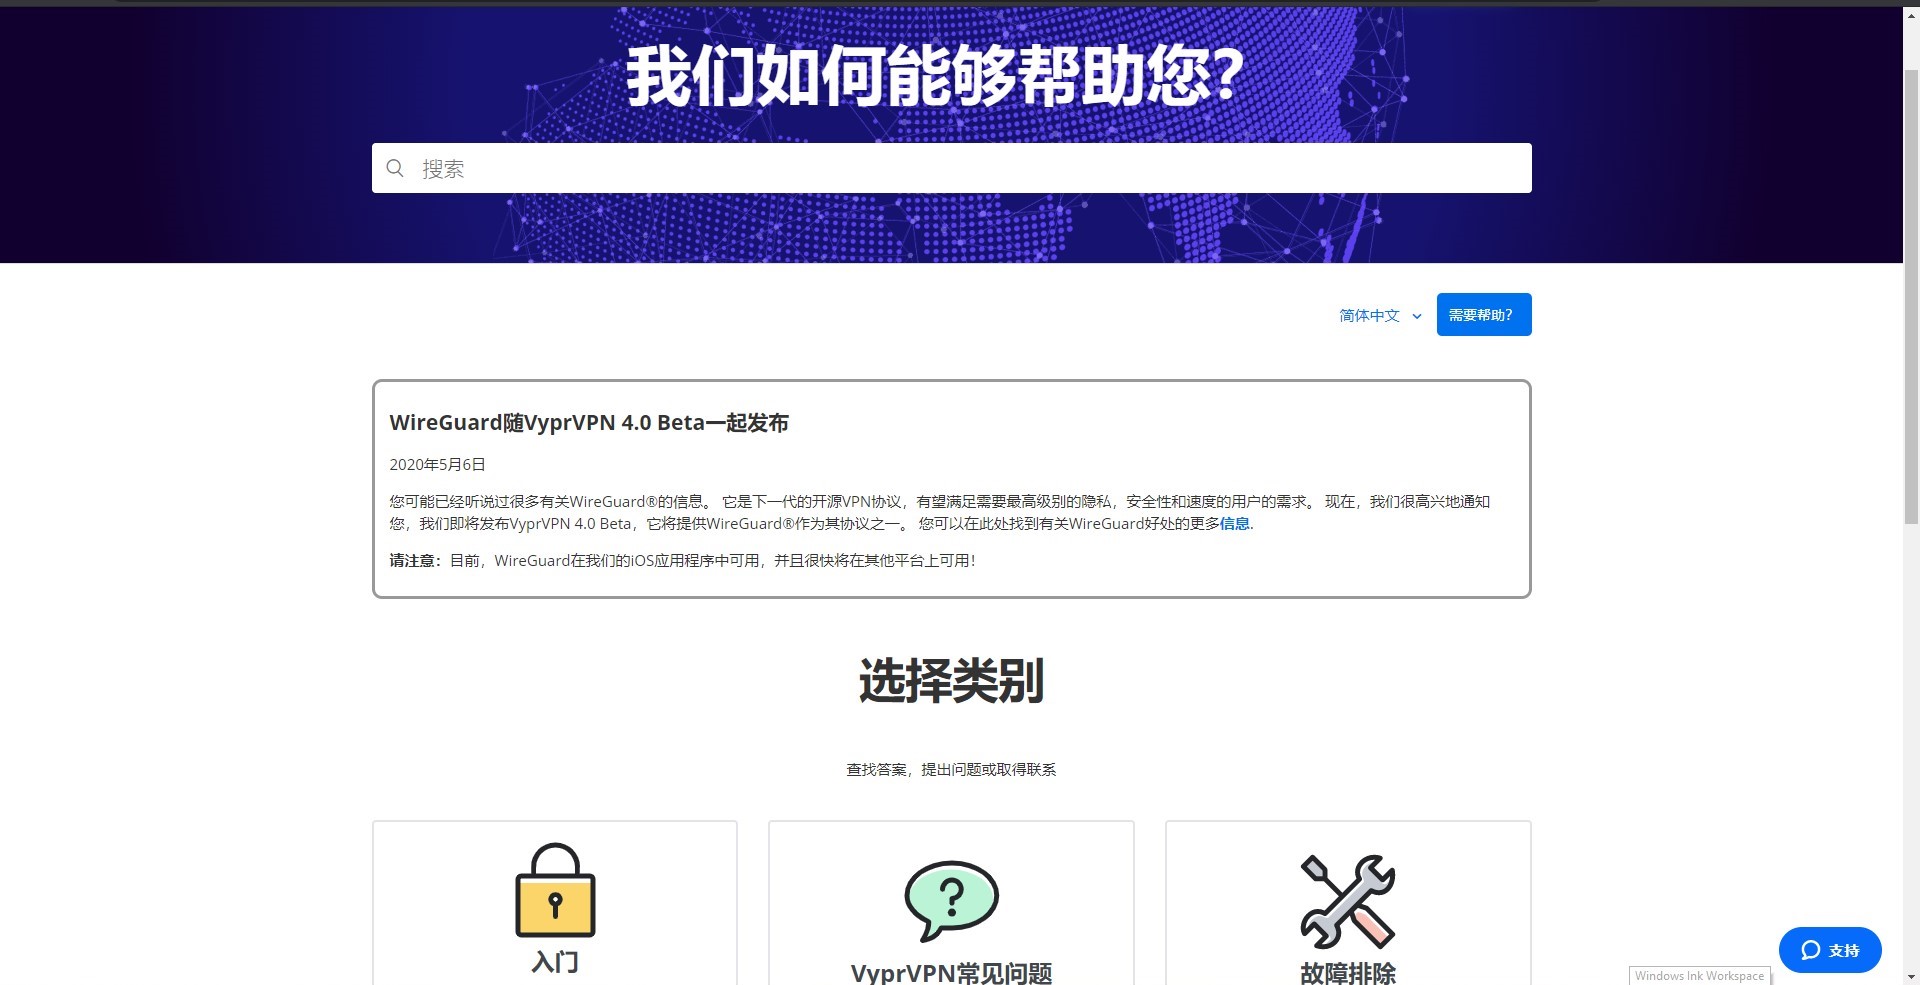 我们如何能够帮助您？
搜索
简体中文
需要帮助？
WireGuard随VyprVPN 4.0 Beta一起发布
2020年5月6日
您可能已经听说过很多有关WireGuard®的信息。 它是下一代的开源VPN协议，有望满足需要最高级别的隐私，安全性和速度的用户的需求。 现在，我们很高兴地通知
您，我们即将发布VyprVPN 4.0 Beta，它将提供WireGuard®作为其协议之一。 您可以在此处找到有关WireGuard好处的更多信息.
请注意：目前，WireGuard在我们的iOS应用程序中可用，并且很快将在其他平台上可用！
选择类别
查找答案，提出问题或取得联系
入门
VyprVPN常见问题
故障排除
支持
Windows Ink Workspace